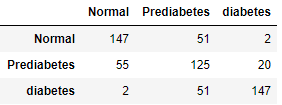 Normal Prediabetes diabetes
Normal 147 51 2
Prediabetes 55 125 20
diabetes 2 51 147